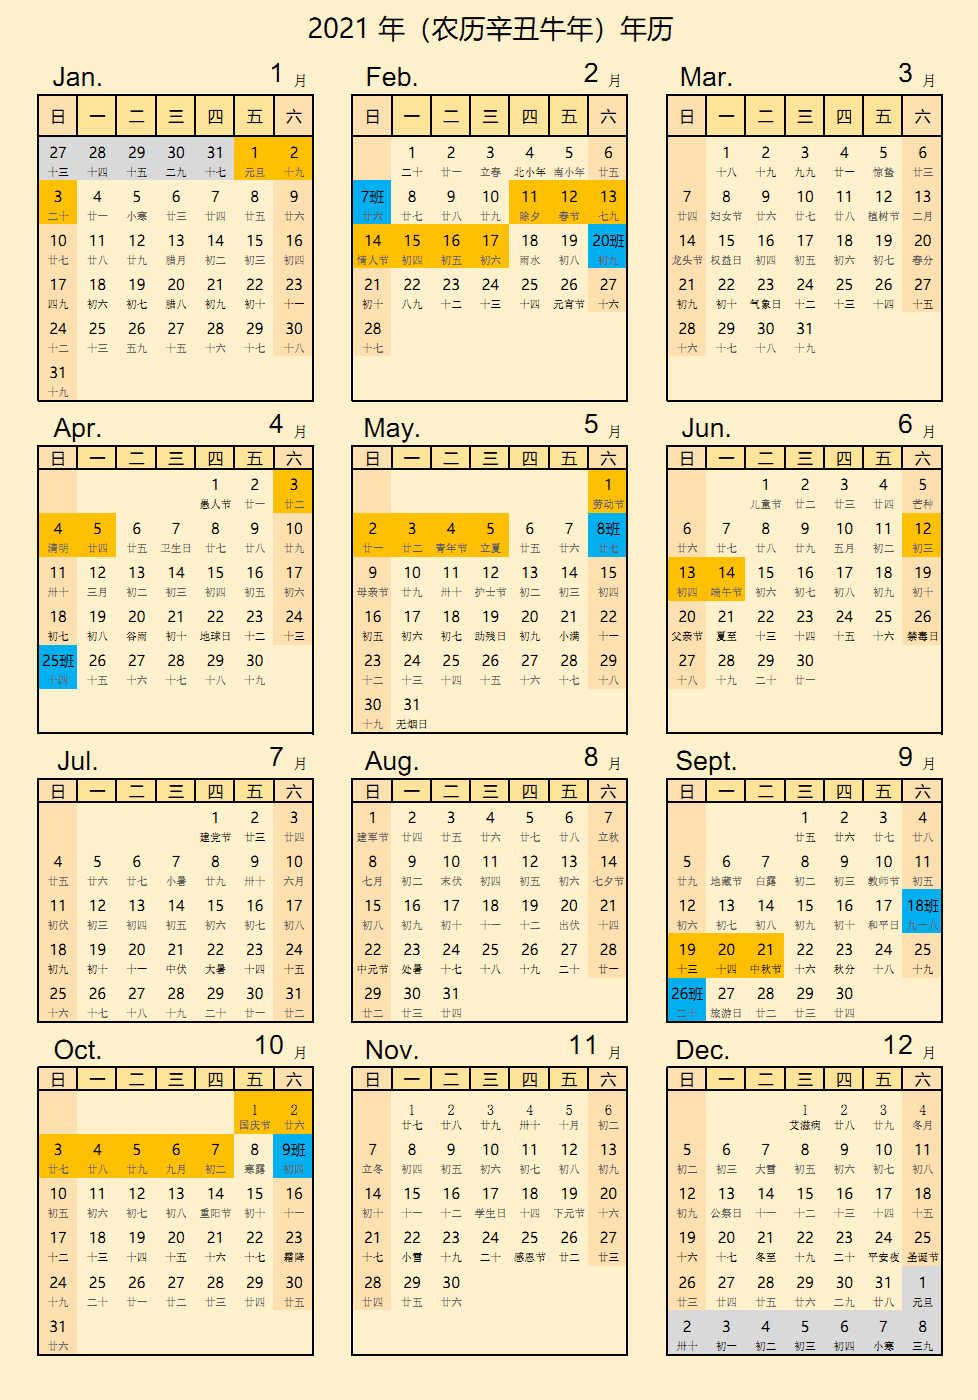 2021 年（农历辛丑牛年）年历
Jan. 1 月
日 一 二 三 四 五 六
27 28 29 30 31 1 2
十三 十四 十五 二九 十七 元旦 十九
3 4 5 6 7 8 9
二十 廿一 小寒 廿三 廿四 廿五 廿六
10 11 12 13 14 15 16
廿七 廿八 廿九 腊月 初二 初三 初四
17 18 19 20 21 22 23
四九 初六 初七 腊八 初九 初十 十一
24 25 26 27 28 29 30
十二 十三 五九 十五 十六 十七 十八
31
十九
Feb. 2 月
日 一 二 三 四 五 六
1 2 3 4 5 6
二十 廿一 立春 北小年 南小年 廿五
7班 8 9 10 11 12 13
廿六 廿七 廿八 廿九 除夕 春节 七九
14 15 16 17 18 19 20班
情人节 初四 初五 初六 雨水 初八 初九
21 22 23 24 25 26 27
初十 八九 十二 十三 十四 元宵节 十六
28
十七
Mar. 3 月
日 一 二 三 四 五 六
1 2 3 4 5 6
十八 十九 九九 廿一 惊蛰 廿三
7 8 9 10 11 12 13
廿四 妇女节 廿六 廿七 廿八 植树节 二月
14 15 16 17 18 19 20
龙头节 权益日 初四 初五 初六 初七 春分
21 22 23 24 25 26 27
初九 初十 气象日 十二 十三 十四 十五
28 29 30 31
十六 十七 十八 十九
Apr. 4 月
日 一 二 三 四 五 六
1 2 3
愚人节 廿一 廿二
4 5 6 7 8 9 10
清明 廿四 廿五 卫生日 廿七 廿八 廿九
11 12 13 14 15 16 17
卅十 三月 初二 初三 初四 初五 初六
18 19 20 21 22 23 24
初七 初八 谷雨 初十 地球日 十二 十三
25班 26 27 28 29 30
十四 十五 十六 十七 十八 十九
May. 5 月
日 一 二 三 四 五 六
1
劳动节
2 3 4 5 6 7 8班
廿一 廿二 青年节 立夏 廿五 廿六 廿七
9 10 11 12 13 14 15
母亲节 廿九 卅十 护士节 初二 初三 初四
16 17 18 19 20 21 22
初五 初六 初七 助残日 初九 小满 十一
23 24 25 26 27 28 29
十二 十三 十四 十五 十六 十七 十八
30 31
十九 无烟日
Jun. 6 月
日 一 二 三 四 五 六
1 2 3 4 5
儿童节 廿二 廿三 廿四 芒种
6 7 8 9 10 11 12
廿六 廿七 廿八 廿九 五月 初二 初三
13 14 15 16 17 18 19
初四 端午节 初六 初七 初八 初九 初十
20 21 22 23 24 25 26
父亲节 夏至 十三 十四 十五 十六 禁毒日
27 28 29 30
十八 十九 二十 廿一
Jul. 7 月
日 一 二 三 四 五 六
1 2 3
建党节 廿三 廿四
4 5 6 7 8 9 10
廿五 廿六 廿七 小暑 廿九 卅十 六月
11 12 13 14 15 16 17
初伏 初三 初四 初五 初六 初七 初八
18 19 20 21 22 23 24
初九 初十 十一 中伏 大暑 十四 十五
25 26 27 28 29 30 31
十六 十七 十八 十九 二十 廿一 廿二
Aug. 8 月
日 一 二 三 四 五 六
1 2 3 4 5 6 7
建军节 廿四 廿五 廿六 廿七 廿八 立秋
8 9 10 11 12 13 14
七月 初二 末伏 初四 初五 初六 七夕节
15 16 17 18 19 20 21
初八 初九 初十 十一 十二 出伏 十四
22 23 24 25 26 27 28
中元节 处暑 十七 十八 十九 二十 廿一
29 30 31
廿二 廿三 廿四
Sept. 9 月
日 一 二 三 四 五 六
1 2 3 4
廿五 廿六 廿七 廿八
5 6 7 8 9 10 11
廿九 地藏节 白露 初二 初三 教师节 初五
12 13 14 15 16 17 18班
初六 初七 初八 初九 初十 和平日 九一八
19 20 21 22 23 24 25
十三 十四 中秋节 十六 秋分 十八 十九
26班 27 28 29 30
二十 旅游日 廿二 廿三 廿四
Oct. 10 月
日 一 二 三 四 五 六
1 2
国庆节 廿六
3 4 5 6 7 8 9班
廿七 廿八 廿九 九月 初二 寒露 初四
10 11 12 13 14 15 16
初五 初六 初七 初八 重阳节 初十 十一
17 18 19 20 21 22 23
十二 十三 十四 十五 十六 十七 霜降
24 25 26 27 28 29 30
十九 二十 廿一 廿二 廿三 廿四 廿五
31
廿六
Nov. 11 月
日 一 二 三 四 五 六
1 2 3 4 5 6
廿七 廿八 廿九 卅十 十月 初二
7 8 9 10 11 12 13
立冬 初四 初五 初六 初七 初八 初九
14 15 16 17 18 19 20
初十 十一 十二 学生日 十四 下元节 十六
21 22 23 24 25 26 27
十七 小雪 十九 二十 感恩节 廿二 廿三
28 29 30
廿四 廿五 廿六
Dec. 12 月
日 一 二 三 四 五 六
1 2 3 4
艾滋病 廿八 廿九 冬月
5 6 7 8 9 10 11
初二 初三 大雪 初五 初六 初七 初八
12 13 14 15 16 17 18
初九 公祭日 十一 十二 十三 十四 十五
19 20 21 22 23 24 25
十六 十七 冬至 十九 二十 平安夜 圣诞节
26 27 28 29 30 31 1
廿三 廿四 廿五 廿六 二九 廿八 元旦
2 3 4 5 6 7 8
卅十 初一 初二 初三 初四 小寒 三九